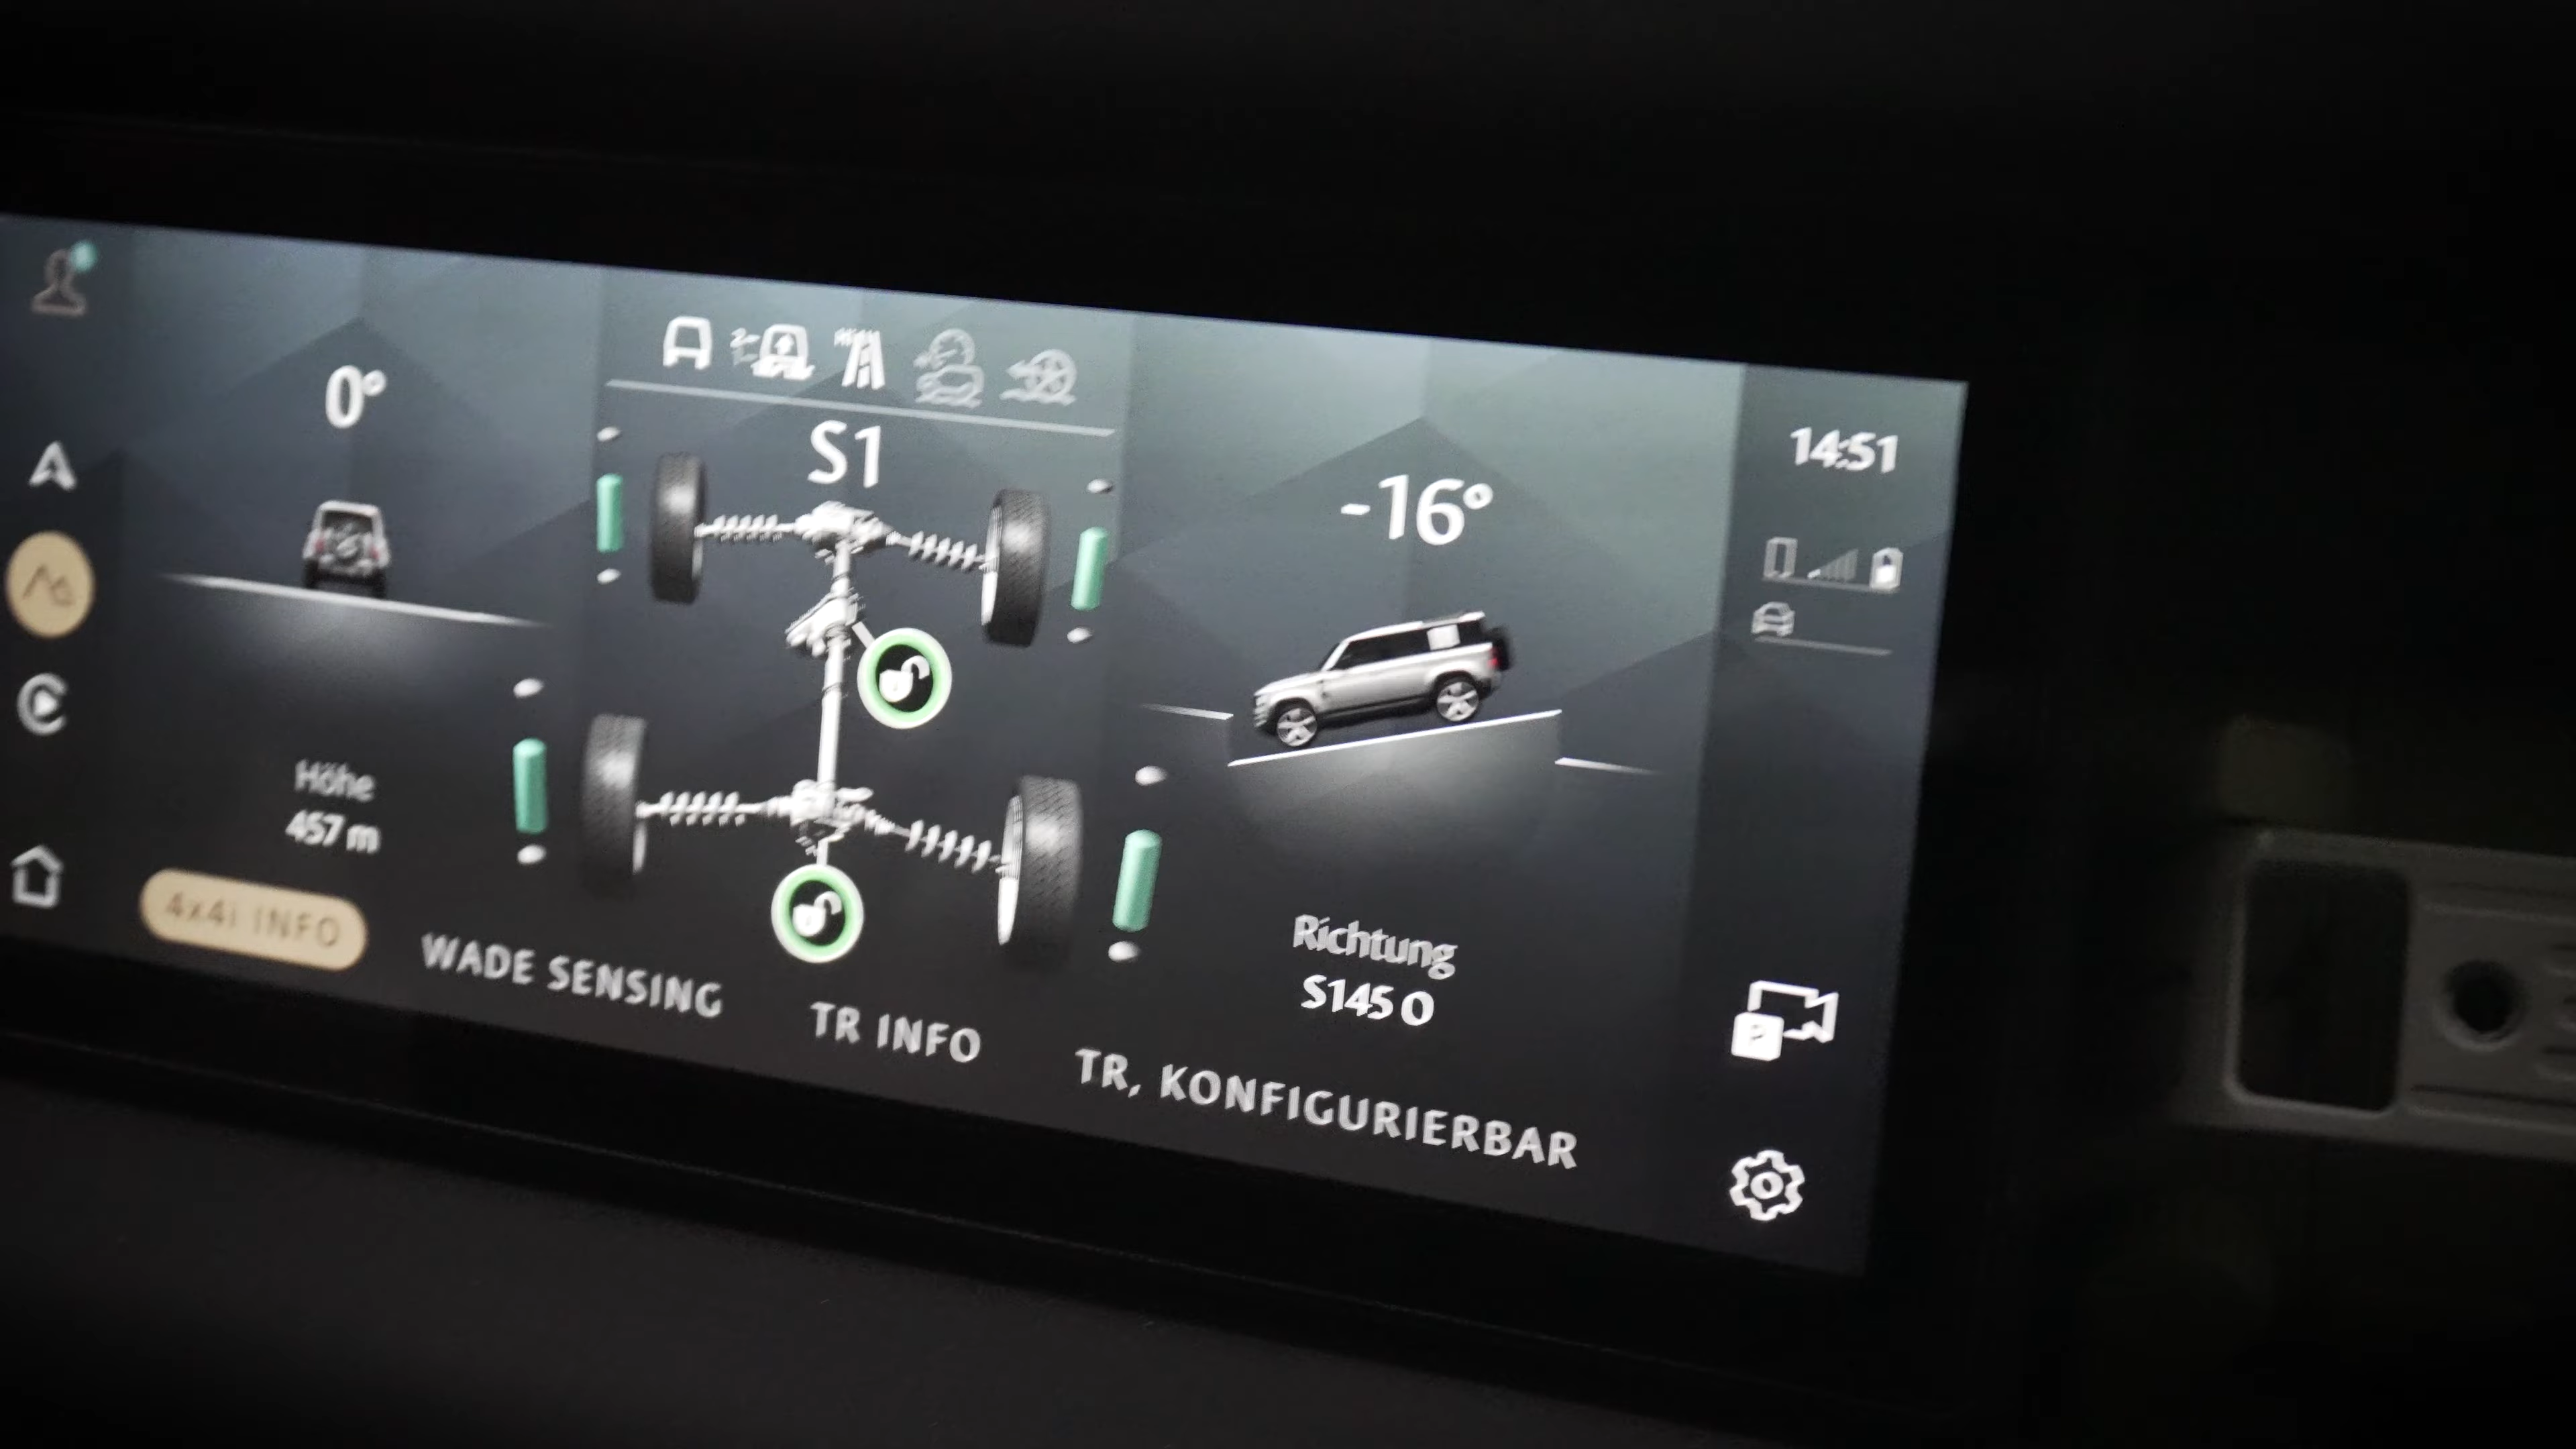 0°
S1
-16°
14:51
Höhe
457 m
Richtung
S145 O
4x4i INFO
WADE SENSING
TR INFO
TR, KONFIGURIERBAR
P